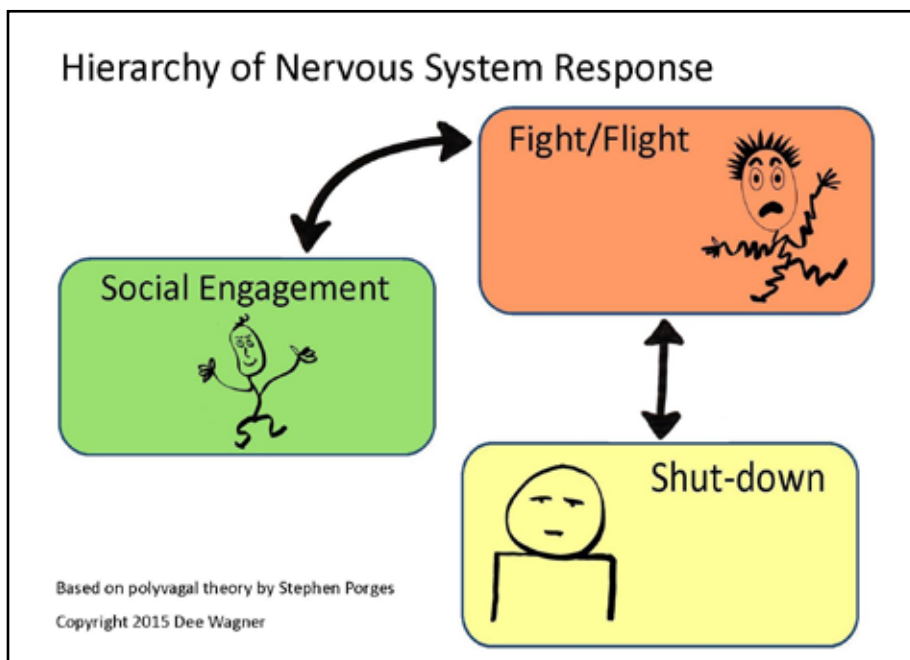 Hierarchy of Nervous System Response
Fight/Flight
Social Engagement
Shut-down
Based on polyvagal theory by Stephen Porges
Copyright 2015 Dee Wagner